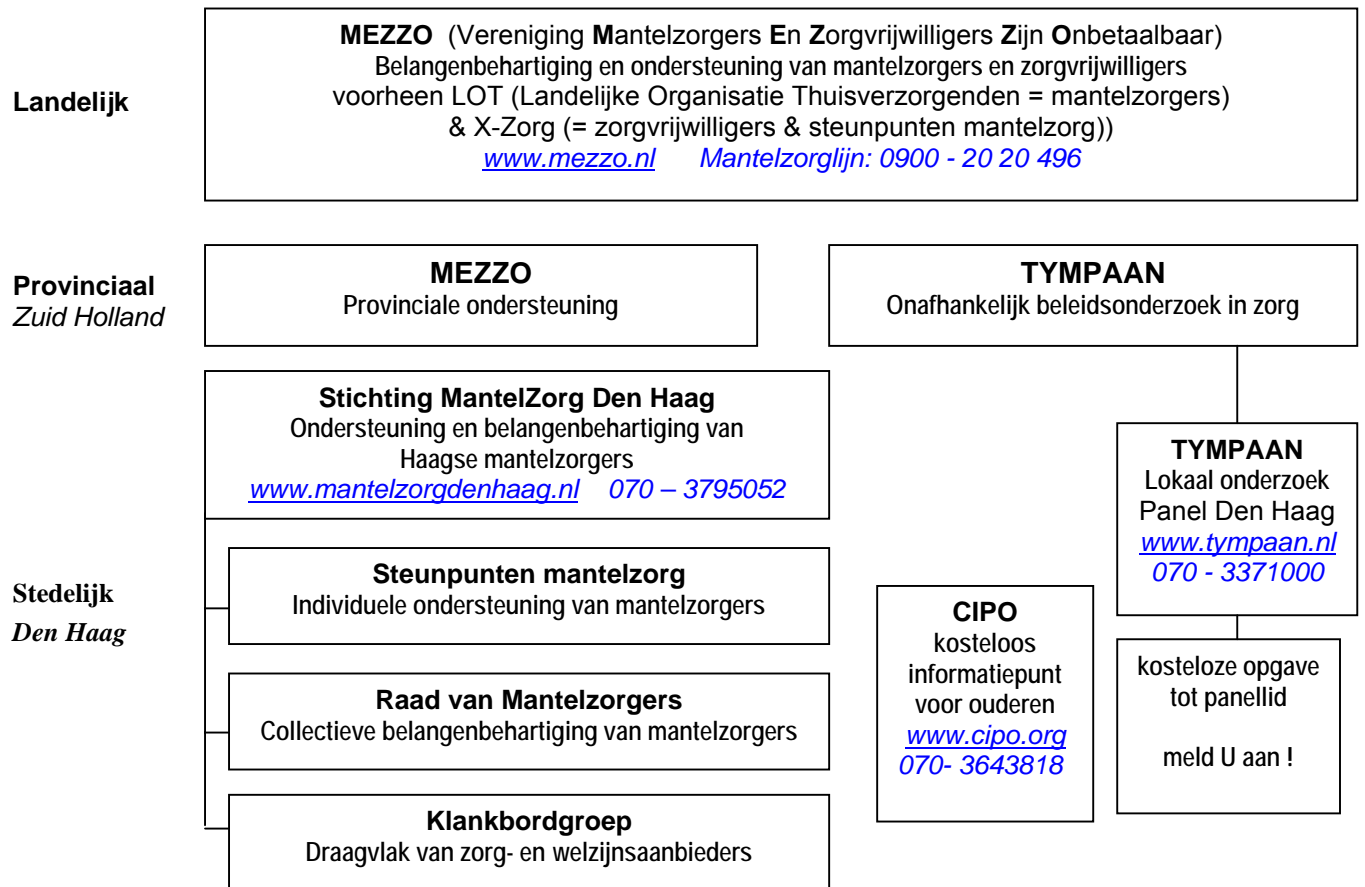 Landelijk
MEZZO (Vereniging Mantelzorgers En Zorgvrijwilligers Zijn Onbetaalbaar)
Belangenbehartiging en ondersteuning van mantelzorgers en zorgvrijwilligers
voorheen LOT (Landelijke Organisatie Thuisverzorgenden = mantelzorgers)
& X-Zorg (= zorgvrijwilligers & steunpunten mantelzorg))
www.mezzo.nl Mantelzorglijn: 0900 - 20 20 496
Provinciaal
Zuid Holland
MEZZO
Provinciale ondersteuning
TYMPAAN
Onafhankelijk beleidsonderzoek in zorg
Stichting MantelZorg Den Haag
Ondersteuning en belangenbehartiging van
Haagse mantelzorgers
www.mantelzorgdenhaag.nl 070 – 3795052
Stedelijk
Den Haag
Steunpunten mantelzorg
Individuele ondersteuning van mantelzorgers
Raad van Mantelzorgers
Collectieve belangenbehartiging van mantelzorgers
Klankbordgroep
Draagvlak van zorg- en welzijnsaanbieders
CIPO
kosteloos
informatiepunt
voor ouderen
www.cipo.org
070- 3643818
TYMPAAN
Lokaal onderzoek
Panel Den Haag
www.tympaan.nl
070 - 3371000
kosteloze opgave
tot panellid
meld U aan !